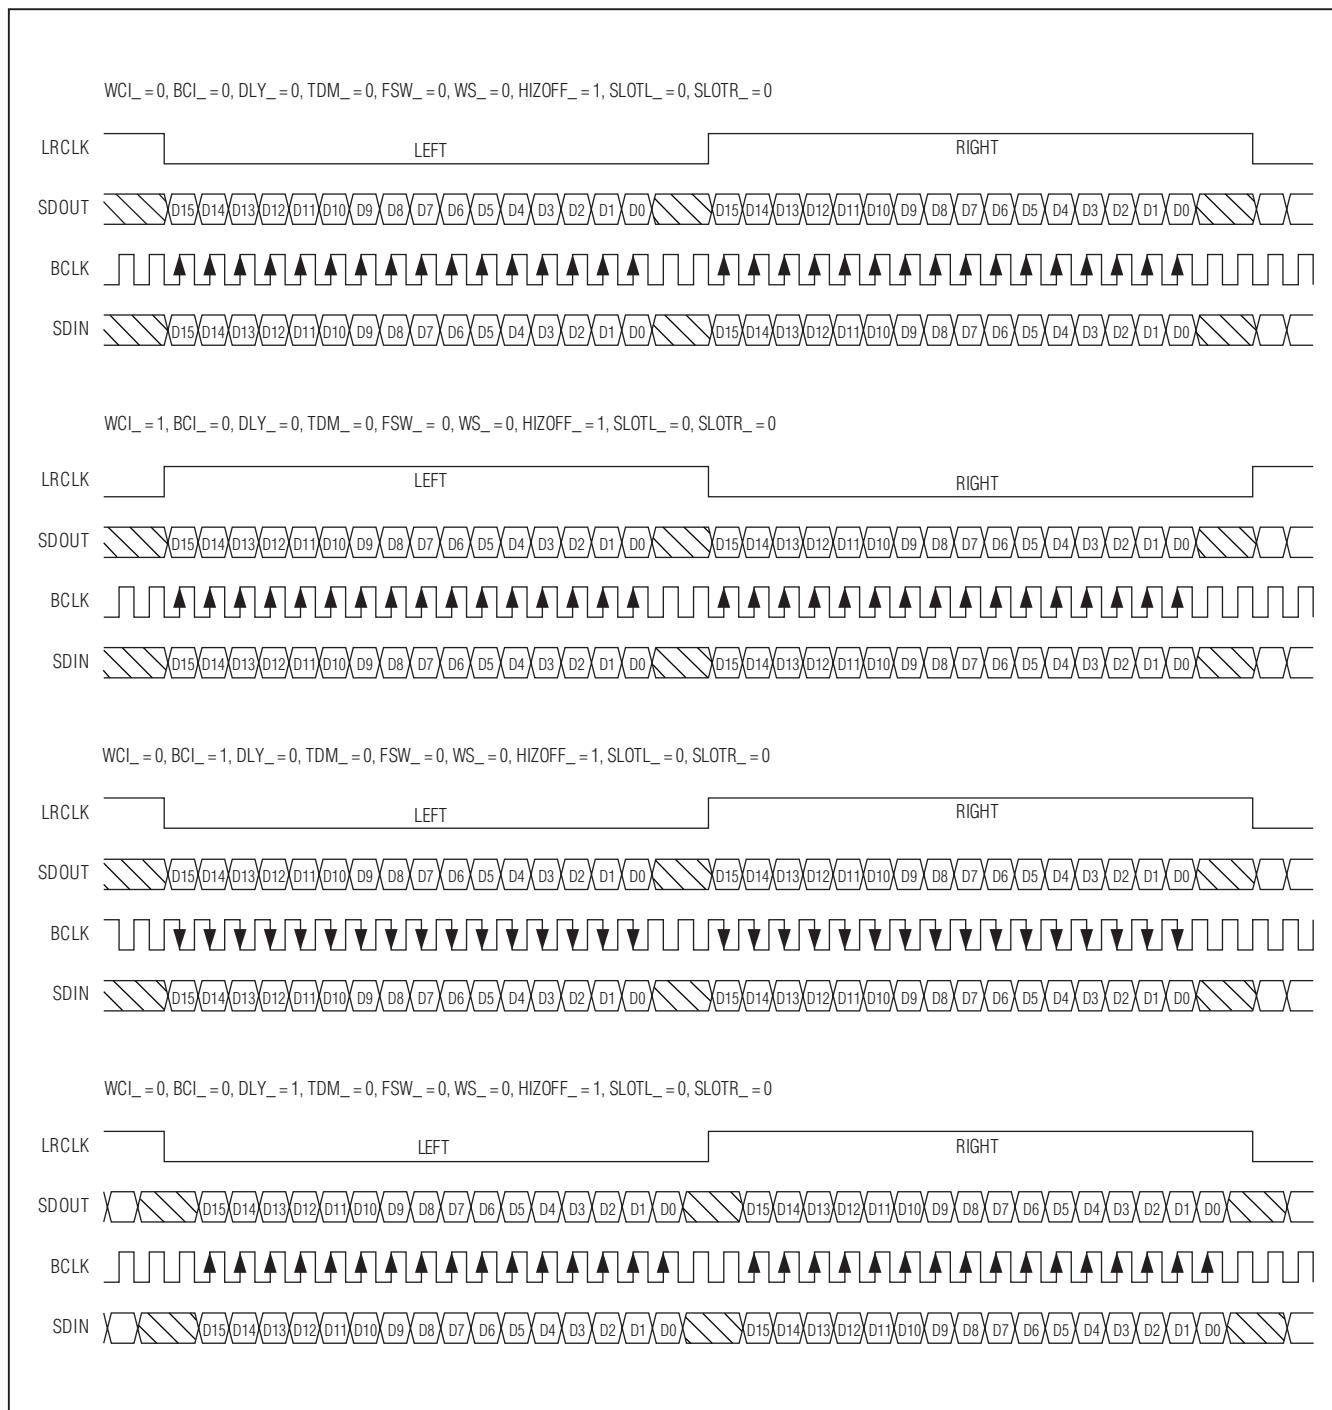 WCI_ = 0, BCI_ = 0, DLY_ = 0, TDM_ = 0, FSW_ = 0, WS_ = 0, HIZOFF_ = 1, SLOTL_ = 0, SLOTR_ = 0
LRCLK LEFT RIGHT
SDOUT D15 D14 D13 D12 D11 D10 D9 D8 D7 D6 D5 D4 D3 D2 D1 D0 D15 D14 D13 D12 D11 D10 D9 D8 D7 D6 D5 D4 D3 D2 D1 D0
BCLK
SDIN D15 D14 D13 D12 D11 D10 D9 D8 D7 D6 D5 D4 D3 D2 D1 D0 D15 D14 D13 D12 D11 D10 D9 D8 D7 D6 D5 D4 D3 D2 D1 D0
WCI_ = 1, BCI_ = 0, DLY_ = 0, TDM_ = 0, FSW_ = 0, WS_ = 0, HIZOFF_ = 1, SLOTL_ = 0, SLOTR_ = 0
LRCLK LEFT RIGHT
SDOUT D15 D14 D13 D12 D11 D10 D9 D8 D7 D6 D5 D4 D3 D2 D1 D0 D15 D14 D13 D12 D11 D10 D9 D8 D7 D6 D5 D4 D3 D2 D1 D0
BCLK
SDIN D15 D14 D13 D12 D11 D10 D9 D8 D7 D6 D5 D4 D3 D2 D1 D0 D15 D14 D13 D12 D11 D10 D9 D8 D7 D6 D5 D4 D3 D2 D1 D0
WCI_ = 0, BCI_ = 1, DLY_ = 0, TDM_ = 0, FSW_ = 0, WS_ = 0, HIZOFF_ = 1, SLOTL_ = 0, SLOTR_ = 0
LRCLK LEFT RIGHT
SDOUT D15 D14 D13 D12 D11 D10 D9 D8 D7 D6 D5 D4 D3 D2 D1 D0 D15 D14 D13 D12 D11 D10 D9 D8 D7 D6 D5 D4 D3 D2 D1 D0
BCLK
SDIN D15 D14 D13 D12 D11 D10 D9 D8 D7 D6 D5 D4 D3 D2 D1 D0 D15 D14 D13 D12 D11 D10 D9 D8 D7 D6 D5 D4 D3 D2 D1 D0
WCI_ = 0, BCI_ = 0, DLY_ = 1, TDM_ = 0, FSW_ = 0, WS_ = 0, HIZOFF_ = 1, SLOTL_ = 0, SLOTR_ = 0
LRCLK LEFT RIGHT
SDOUT D15 D14 D13 D12 D11 D10 D9 D8 D7 D6 D5 D4 D3 D2 D1 D0 D15 D14 D13 D12 D11 D10 D9 D8 D7 D6 D5 D4 D3 D2 D1 D0
BCLK
SDIN D15 D14 D13 D12 D11 D10 D9 D8 D7 D6 D5 D4 D3 D2 D1 D0 D15 D14 D13 D12 D11 D10 D9 D8 D7 D6 D5 D4 D3 D2 D1 D0